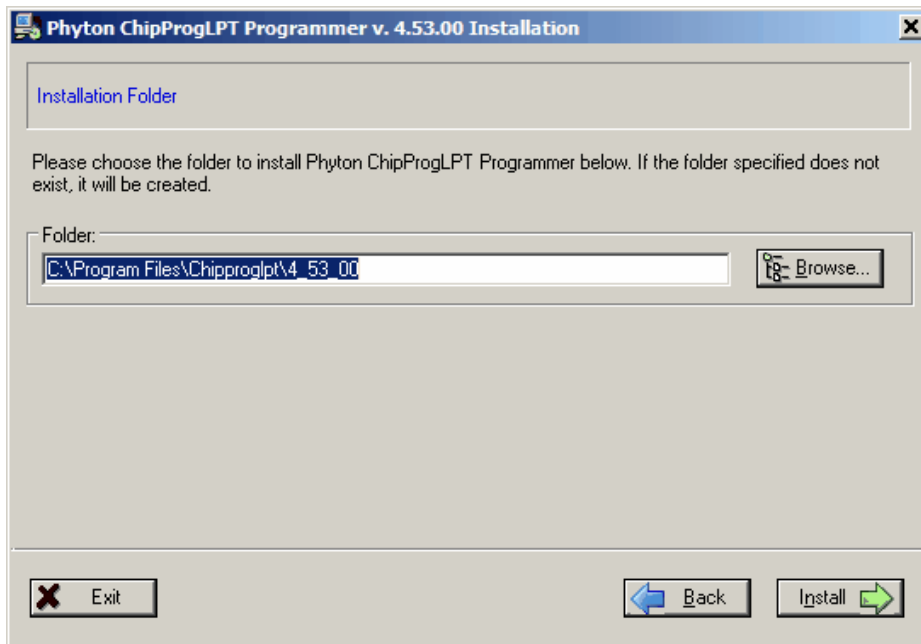 Phyton ChipProgLPT Programmer v. 4.53.00 Installation
Installation Folder
Please choose the folder to install Phyton ChipProgLPT Programmer below. If the folder specified does not
exist, it will be created.
Folder:
C:\Program Files\Chipproglpt\4_53_00
Browse...
Exit
Back
Install